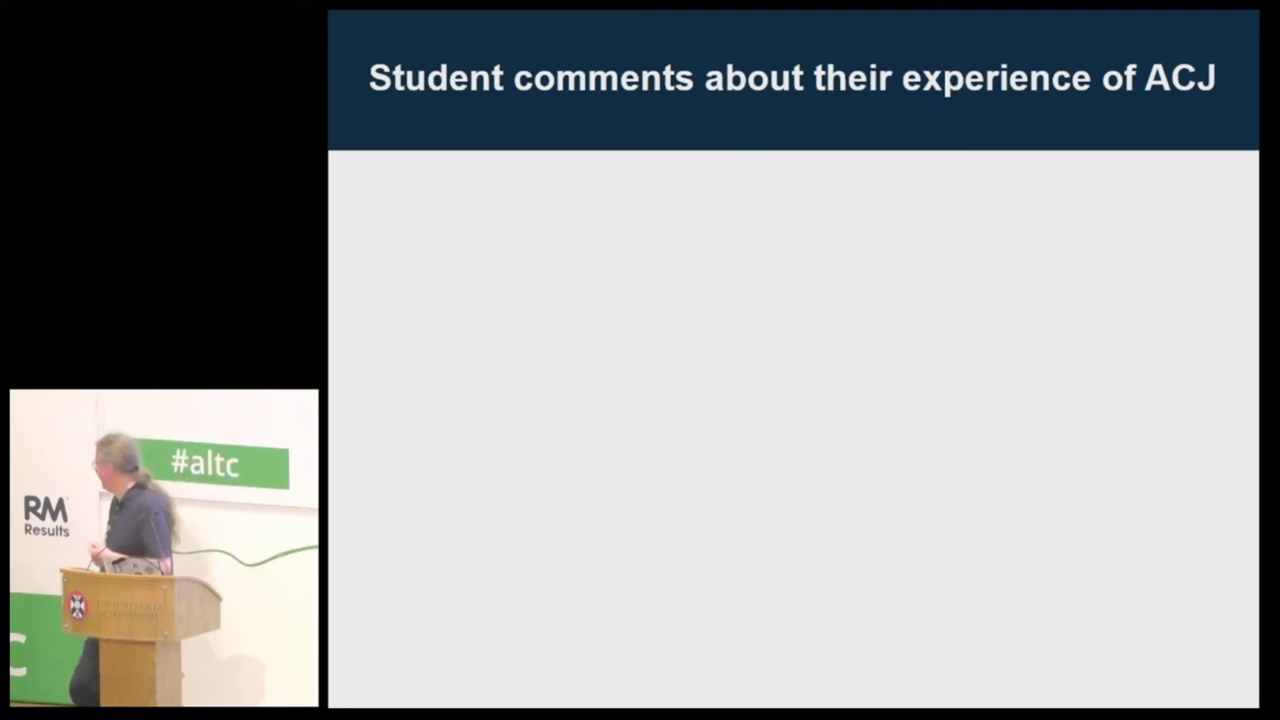 Student comments about their experience of ACJ
#altc
RM
Results
C